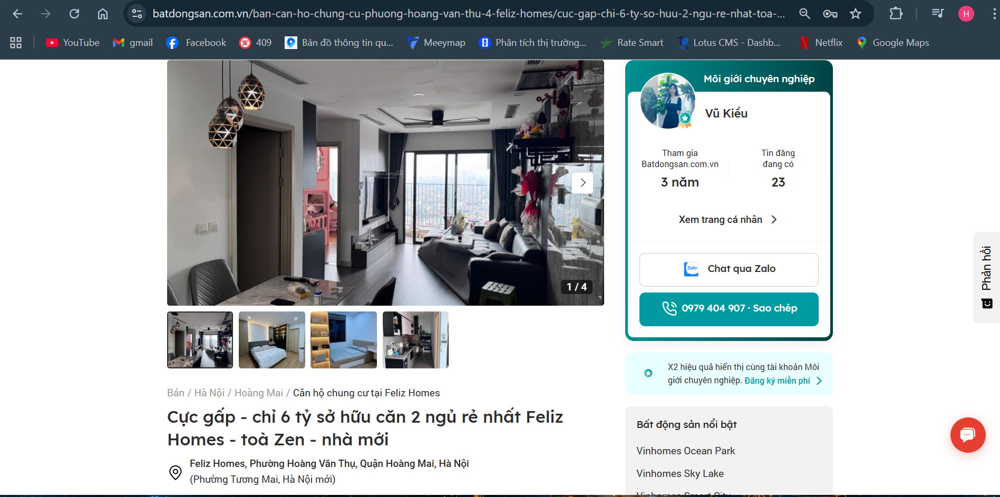 batdongsan.com.vn/ban-can-ho-chung-cu-phuong-hoang-van-thu-4-feliz-homes/cuc-gap-chi-6-ty-so-huu-2-ngu-re-nhat-toa-...
H
YouTube
gmail
Facebook
409
Bản đồ thông tin qu...
Meeymap
Phân tích thị trường...
Rate Smart
Lotus CMS - Dashb...
Netflix
Google Maps
Batdongsan
1 / 4
Bán / Hà Nội / Hoàng Mai / Căn hộ chung cư tại Feliz Homes
Cực gấp - chỉ 6 tỷ sở hữu căn 2 ngủ rẻ nhất Feliz
Homes - toà Zen - nhà mới
Feliz Homes, Phường Hoàng Văn Thụ, Quận Hoàng Mai, Hà Nội
(Phường Tương Mai, Hà Nội mới)
Môi giới chuyên nghiệp
Vũ Kiều
Tham gia
Batdongsan.com.vn
3 năm
Tin đăng
đang có
23
Xem trang cá nhân
Zalo
Chat qua Zalo
0979 404 907 · Sao chép
X2 hiệu quả hiển thị cùng tài khoản Môi
giới chuyên nghiệp. Đăng ký miễn phí
Bất động sản nổi bật
Vinhomes Ocean Park
Vinhomes Sky Lake
Vinhomes Smart City
Phản hồi